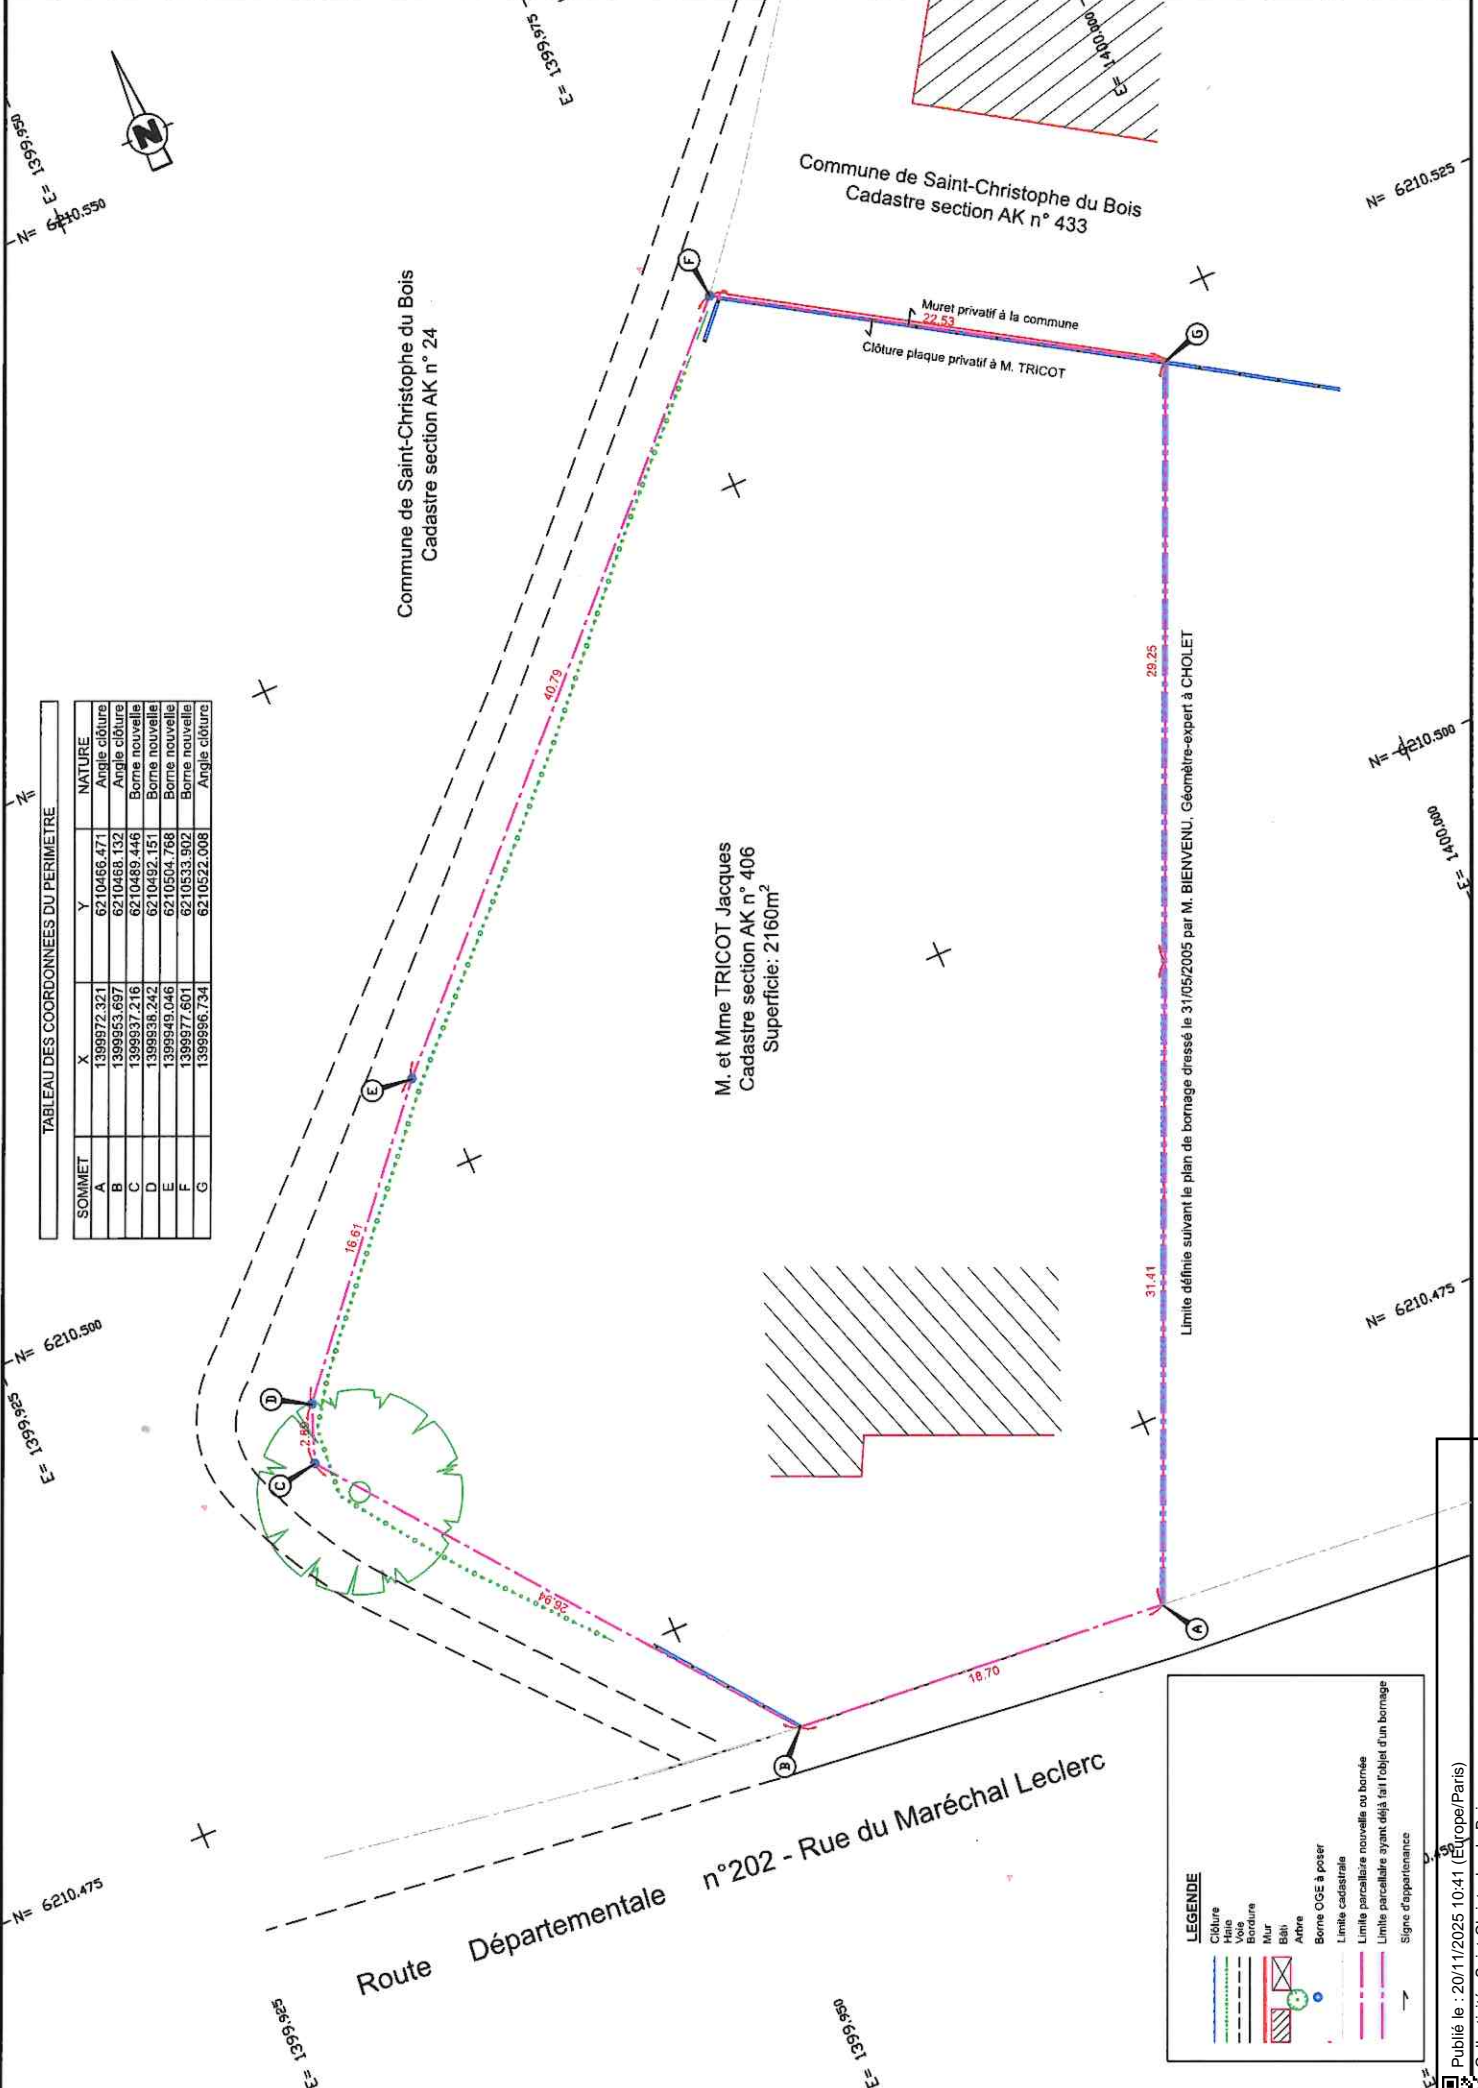 TABLEAU DES COORDONNEES DU PERIMETRE
SOMMET X Y NATURE
A 1399972.321 6210466.471 Angle clôture
B 1399953.697 6210468.132 Angle clôture
C 1399937.216 6210489.446 Borne nouvelle
D 1399938.242 6210492.151 Borne nouvelle
E 1399949.046 6210504.768 Borne nouvelle
F 1399977.601 6210533.902 Borne nouvelle
G 1399996.734 6210522.008 Angle clôture
N
E= 1399.950
N= 6210.550
E= 1399.975
E= 1400.000
N= 6210.525
N=
N= 6210.500
E= 1400.000
N= 6210.500
E= 1399.925
N= 6210.475
N= 6210.475
E= 1399.925
E= 1399.950
Commune de Saint-Christophe du Bois
Cadastre section AK n° 24
Commune de Saint-Christophe du Bois
Cadastre section AK n° 433
F
Muret privatif à la commune
22.53
Clôture plaque privatif à M. TRICOT
G
40.79
29.25
E
16.61
D
C
26.94
31.41
18.70
B
A
M. et Mme TRICOT Jacques
Cadastre section AK n° 406
Superficie: 2160m²
Limite définie suivant le plan de bornage dressé le 31/05/2005 par M. BIENVENU, Géomètre-expert à CHOLET
Route Départementale n°202 - Rue du Maréchal Leclerc
LEGENDE
Clôture
Haie
Voie
Bordure
Mur
Bâti
Arbre
Borne OGE à poser
Limite cadastrale
Limite parcellaire nouvelle ou bornée
Limite parcellaire ayant déjà fait l'objet d'un bornage
Signe d'appartenance
Publié le : 20/11/2025 10:41 (Europe/Paris)